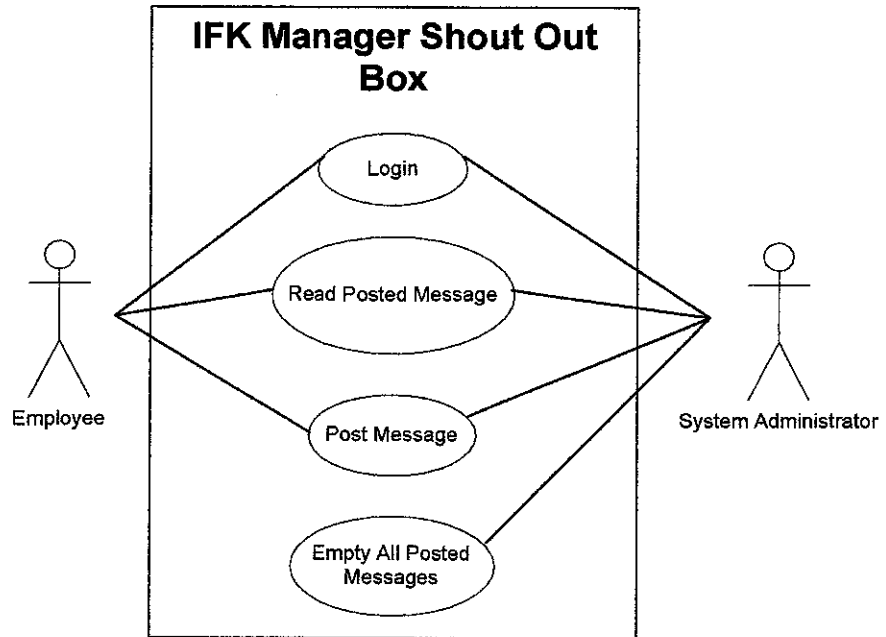 IFK Manager Shout Out
Box
Login
Read Posted Message
Employee
System Administrator
Post Message
Empty All Posted
Messages